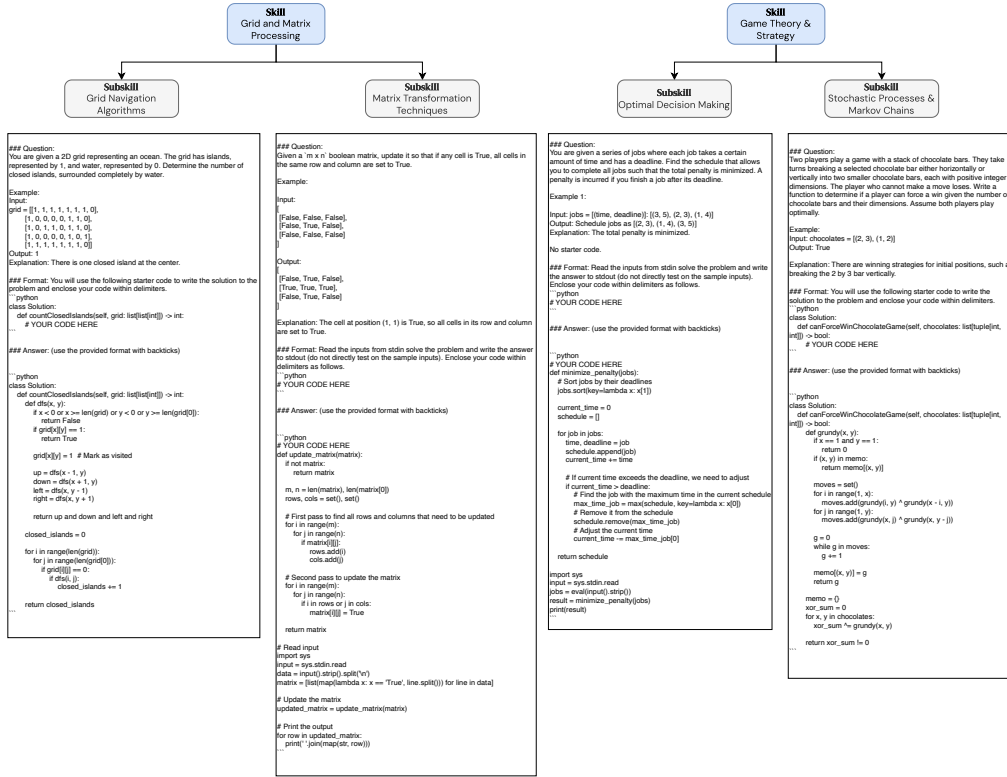 Skill
Grid and Matrix
Processing
Skill
Game Theory &
Strategy
Subskill
Grid Navigation
Algorithms
Subskill
Matrix Transformation
Techniques
Subskill
Optimal Decision Making
Subskill
Stochastic Processes &
Markov Chains
### Question:
You are given a 2D grid representing an ocean. The grid has islands,
represented by 1, and water, represented by 0. Determine the number of
closed islands, surrounded completely by water.
Example:
Input:
grid = [[1, 1, 1, 1, 1, 1, 1, 0],
[1, 0, 0, 0, 0, 1, 1, 0],
[1, 0, 1, 1, 0, 1, 1, 0],
[1, 0, 0, 0, 0, 1, 0, 1],
[1, 1, 1, 1, 1, 1, 1, 0]]
Output: 1
Explanation: There is one closed island at the center.
### Format: You will use the following starter code to write the solution to the
problem and enclose your code within delimiters.
```python
class Solution:
def countClosedIslands(self, grid: list[list[int]) -> int:
# YOUR CODE HERE
```
### Answer: (use the provided format with backticks)
```python
class Solution:
def countClosedIslands(self, grid: list[list[int]) -> int:
def dfs(x, y):
if x < 0 or x >= len(grid) or y < 0 or y >= len(grid[0]):
return False
if grid[x][y] == 1:
return True
grid[x][y] = 1 # Mark as visited
up = dfs(x - 1, y)
down = dfs(x + 1, y)
left = dfs(x, y - 1)
right = dfs(x, y + 1)
return up and down and left and right
closed_islands = 0
for i in range(len(grid)):
for j in range(len(grid[0])):
if grid[i][j] == 0:
if dfs(i, j):
closed_islands += 1
return closed_islands
```
### Question:
Given a `m x n` boolean matrix, update it so that if any cell is True, all cells in
the same row and column are set to True.
Example:
Input:
[
[False, False, False],
[False, True, False],
[False, False, False]
]
Output:
[
[False, True, False],
[True, True, True],
[False, True, False]
]
Explanation: The cell at position (1, 1) is True, so all cells in its row and column
are set to True.
### Format: Read the inputs from stdin solve the problem and write the answer
to stdout (do not directly test on the sample inputs). Enclose your code within
delimiters as follows.
```python
# YOUR CODE HERE
```
### Answer: (use the provided format with backticks)
```python
# YOUR CODE HERE
def update_matrix(matrix):
if not matrix:
return matrix
m, n = len(matrix), len(matrix[0])
rows, cols = set(), set()
# First pass to find all rows and columns that need to be updated
for i in range(m):
for j in range(n):
if matrix[i][j]:
rows.add(i)
cols.add(j)
# Second pass to update the matrix
for i in range(m):
for j in range(n):
if i in rows or j in cols:
matrix[i][j] = True
return matrix
# Read input
import sys
input = sys.stdin.read
data = input().strip().split('\n')
matrix = [list(map(lambda x: x == 'True', line.split())) for line in data]
# Update the matrix
updated_matrix = update_matrix(matrix)
# Print the output
for row in updated_matrix:
print(' '.join(map(str, row)))
```
### Question:
You are given a series of jobs where each job takes a certain
amount of time and has a deadline. Find the schedule that allows
you to complete all jobs such that the total penalty is minimized. A
penalty is incurred if you finish a job after its deadline.
Example 1:
Input: jobs = [(time, deadline)]: [(3, 5), (2, 3), (1, 4)]
Output: Schedule jobs as [(2, 3), (1, 4), (3, 5)]
Explanation: The total penalty is minimized.
No starter code.
### Format: Read the inputs from stdin solve the problem and write
the answer to stdout (do not directly test on the sample inputs).
Enclose your code within delimiters as follows.
```python
# YOUR CODE HERE
```
### Answer: (use the provided format with backticks)
```python
# YOUR CODE HERE
def minimize_penalty(jobs):
# Sort jobs by their deadlines
jobs.sort(key=lambda x: x[1])
current_time = 0
schedule = []
for job in jobs:
time, deadline = job
schedule.append(job)
current_time += time
# If current time exceeds the deadline, we need to adjust
if current_time > deadline:
# Find the job with the maximum time in the current schedule
max_time_job = max(schedule, key=lambda x: x[0])
# Remove it from the schedule
schedule.remove(max_time_job)
# Adjust the current time
current_time -= max_time_job[0]
return schedule
import sys
input = sys.stdin.read
jobs = eval(input().strip())
result = minimize_penalty(jobs)
print(result)
```
### Question:
Two players play a game with a stack of chocolate bars. They take
turns breaking a selected chocolate bar either horizontally or
vertically into two smaller chocolate bars, each with positive integer
dimensions. The player who cannot make a move loses. Write a
function to determine if a player can force a win given the number o
chocolate bars and their dimensions. Assume both players play
optimally.
Example:
Input: chocolates = [(2, 3), (1, 2)]
Output: True
Explanation: There are winning strategies for initial positions, such a
breaking the 2 by 3 bar vertically.
### Format: You will use the following starter code to write the
solution to the problem and enclose your code within delimiters.
```python
class Solution:
def canForceWinChocolateGame(self, chocolates: list[tuple[int,
int]]) -> bool:
# YOUR CODE HERE
```
### Answer: (use the provided format with backticks)
```python
class Solution:
def canForceWinChocolateGame(self, chocolates: list[tuple[int,
int]]) -> bool:
def grundy(x, y):
if x == 1 and y == 1:
return 0
if (x, y) in memo:
return memo[(x, y)]
moves = set()
for i in range(1, x):
moves.add(grundy(i, y) ^ grundy(x - i, y))
for j in range(1, y):
moves.add(grundy(x, j) ^ grundy(x, y - j))
g = 0
while g in moves:
g += 1
memo[(x, y)] = g
return g
memo = {}
xor_sum = 0
for x, y in chocolates:
xor_sum ^= grundy(x, y)
return xor_sum != 0
```